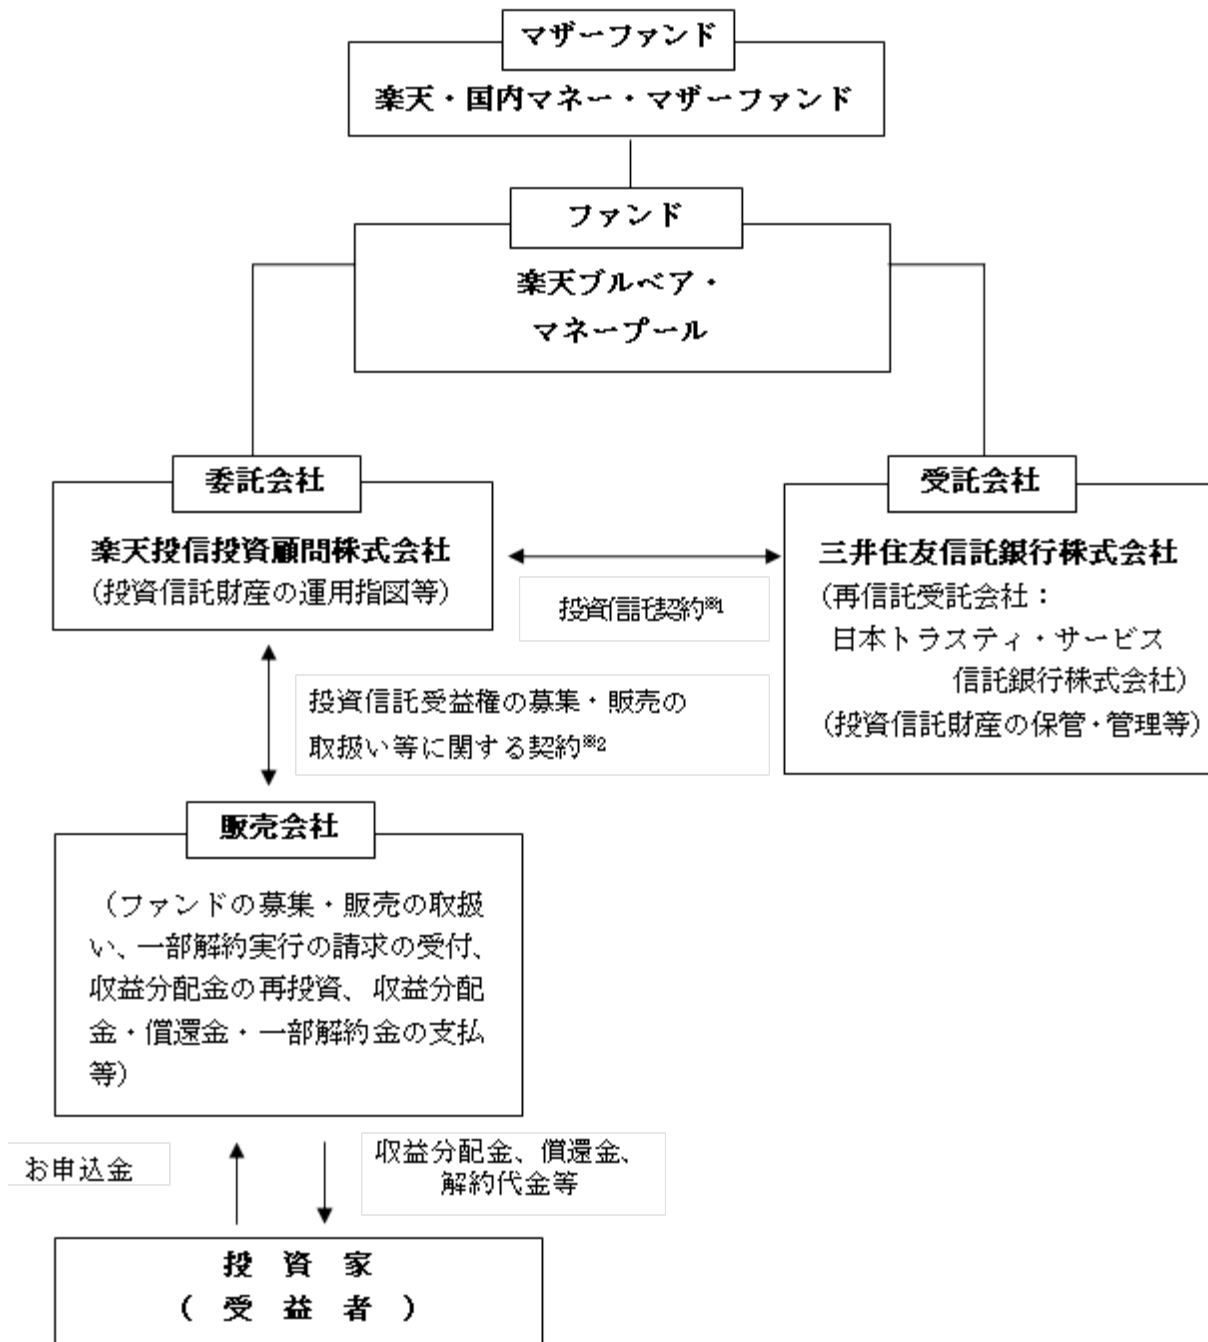 マザーファンド
楽天・国内マネー・マザーファンド
ファンド
楽天ブルベア・
マネープール
委託会社
楽天投信投資顧問株式会社
（投資信託財産の運用指図等）
受託会社
三井住友信託銀行株式会社
（再信託受託会社：
日本トラスティ・サービス
信託銀行株式会社）
（投資信託財産の保管・管理等）
投資信託契約※1
投資信託受益権の募集・販売の
取扱い等に関する契約※2
販売会社
（ファンドの募集・販売の取扱
い、一部解約実行の請求の受付、
収益分配金の再投資、収益分配
金・償還金・一部解約金の支払
等）
お申込金
収益分配金、償還金、
解約代金等
投 資 家
（ 受 益 者 ）